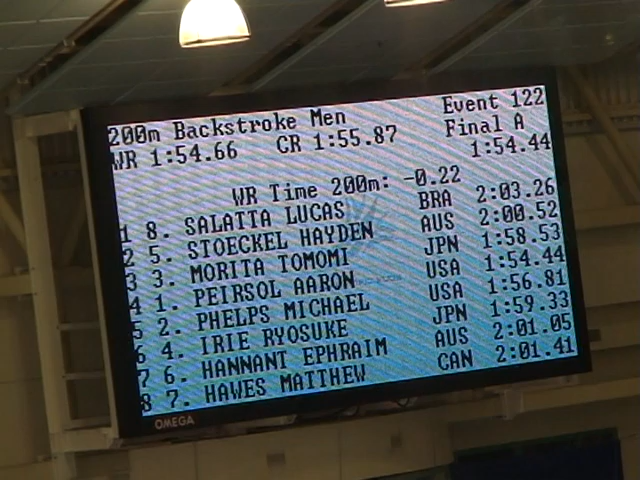 200m Backstroke Men Event 122
WR 1:54.66 CR 1:55.87 Final A
1:54.44
WR Time 200m: -0.22
1 8. SALATTA LUCAS BRA 2:03.26
2 5. STOECKEL HAYDEN AUS 2:00.52
3 3. MORITA TOMOMI JPN 1:58.53
4 1. PEIRSOL AARON USA 1:54.44
5 2. PHELPS MICHAEL USA 1:56.81
6 4. IRIE RYOSUKE JPN 1:59.33
7 6. HANNANT EPHRAIM AUS 2:01.05
8 7. HAWES MATTHEW CAN 2:01.41
OMEGA